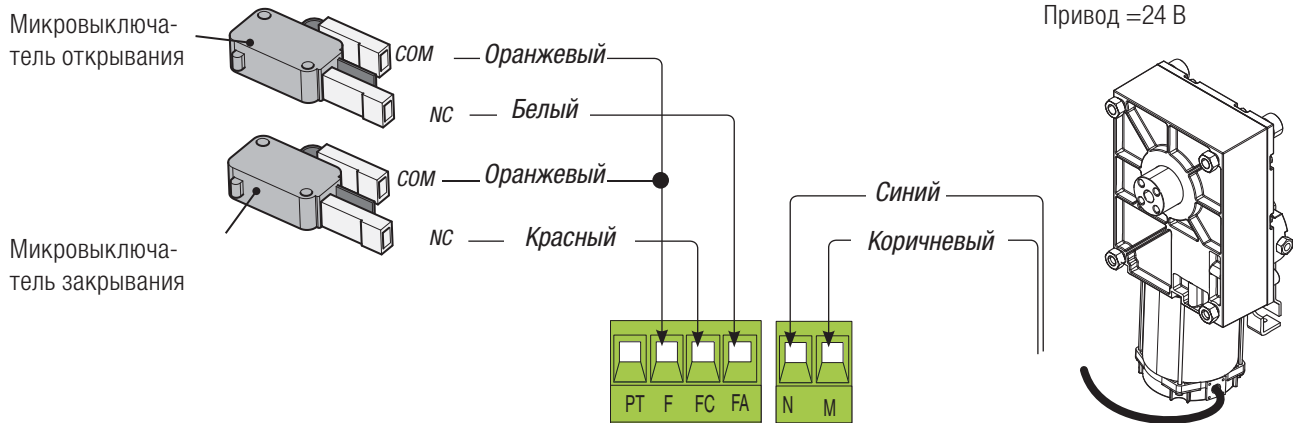 Микровыключа-
тель открывания
COM
Оранжевый
NC
Белый
COM
Оранжевый
NC
Красный
Микровыключа-
тель закрывания
Привод =24 В
Синий
Коричневый
PT F FC FA
N M